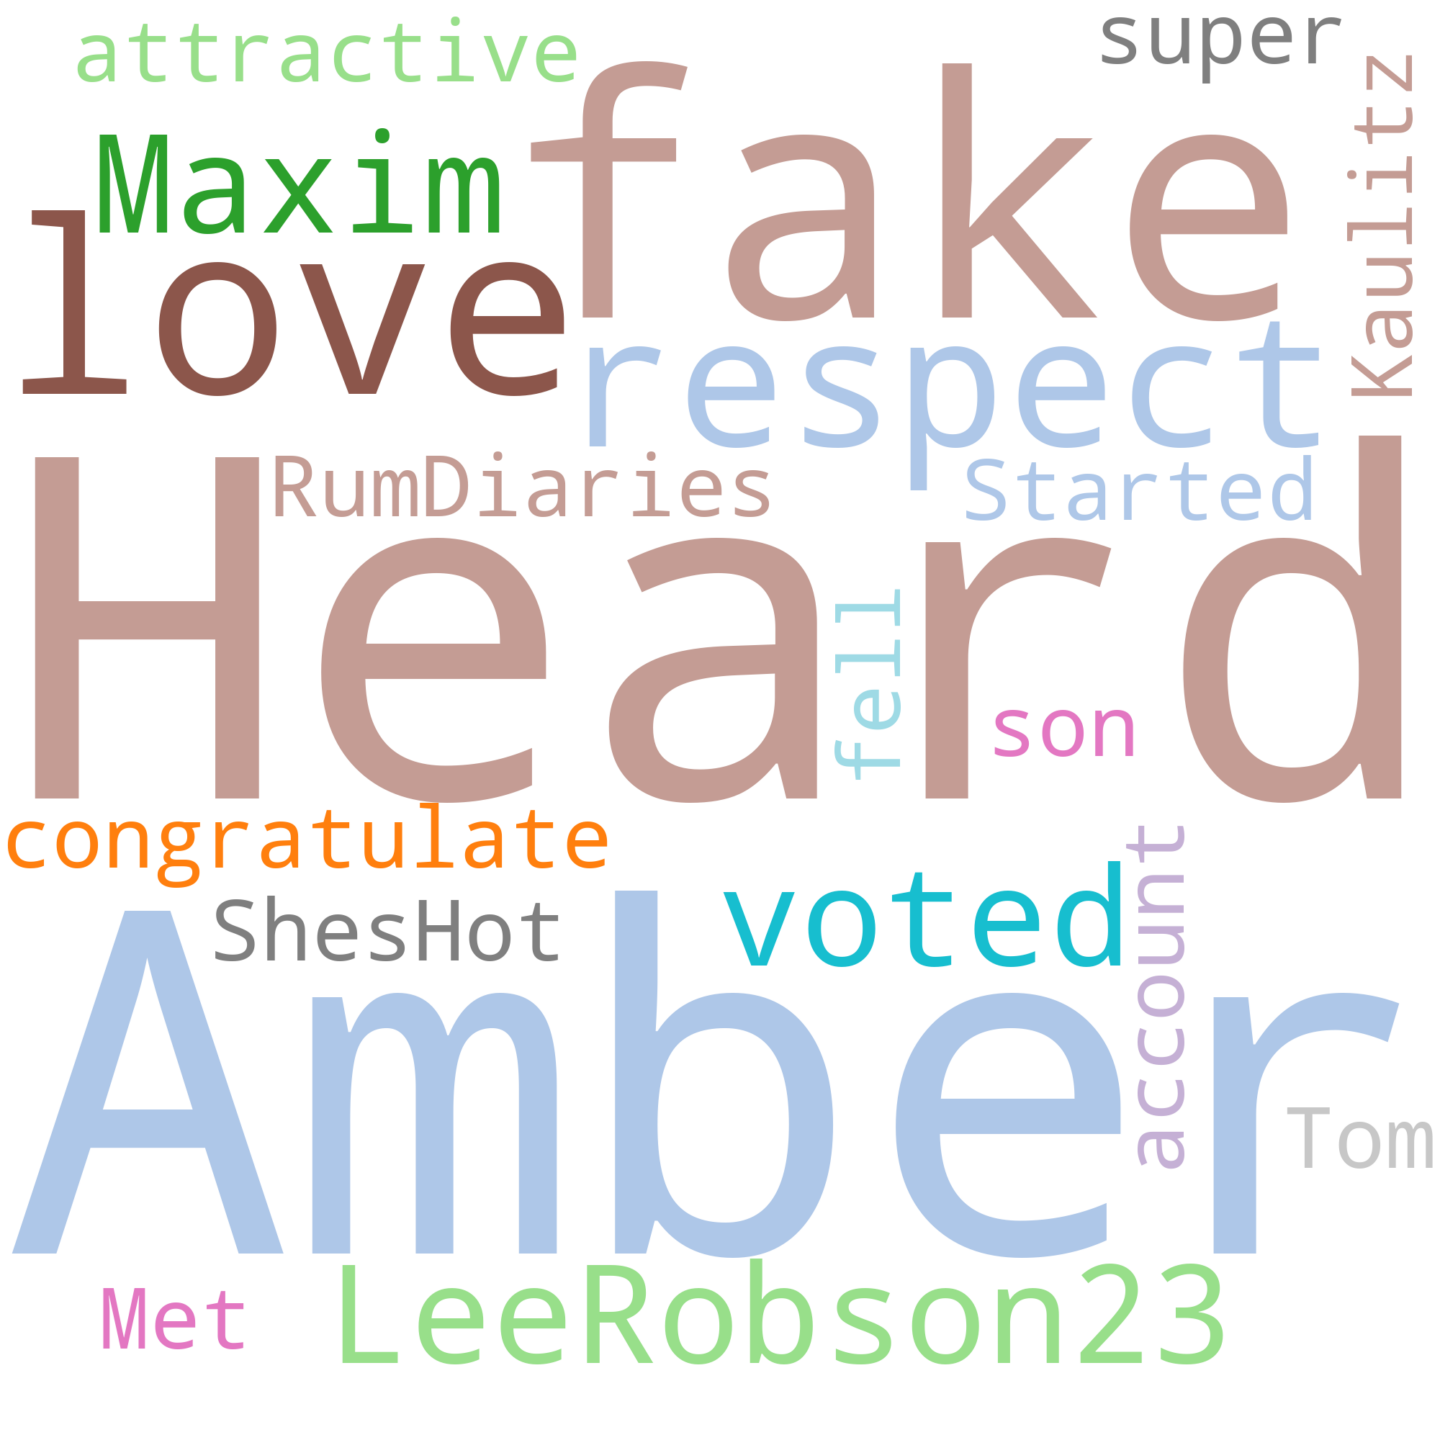 attractive
super
fake
Kaulitz
Maxim
love
respect
RumDiaries
Started
Heard
fell
son
congratulate
account
voted
ShesHot
Amber
Tom
LeeRobson23
Met